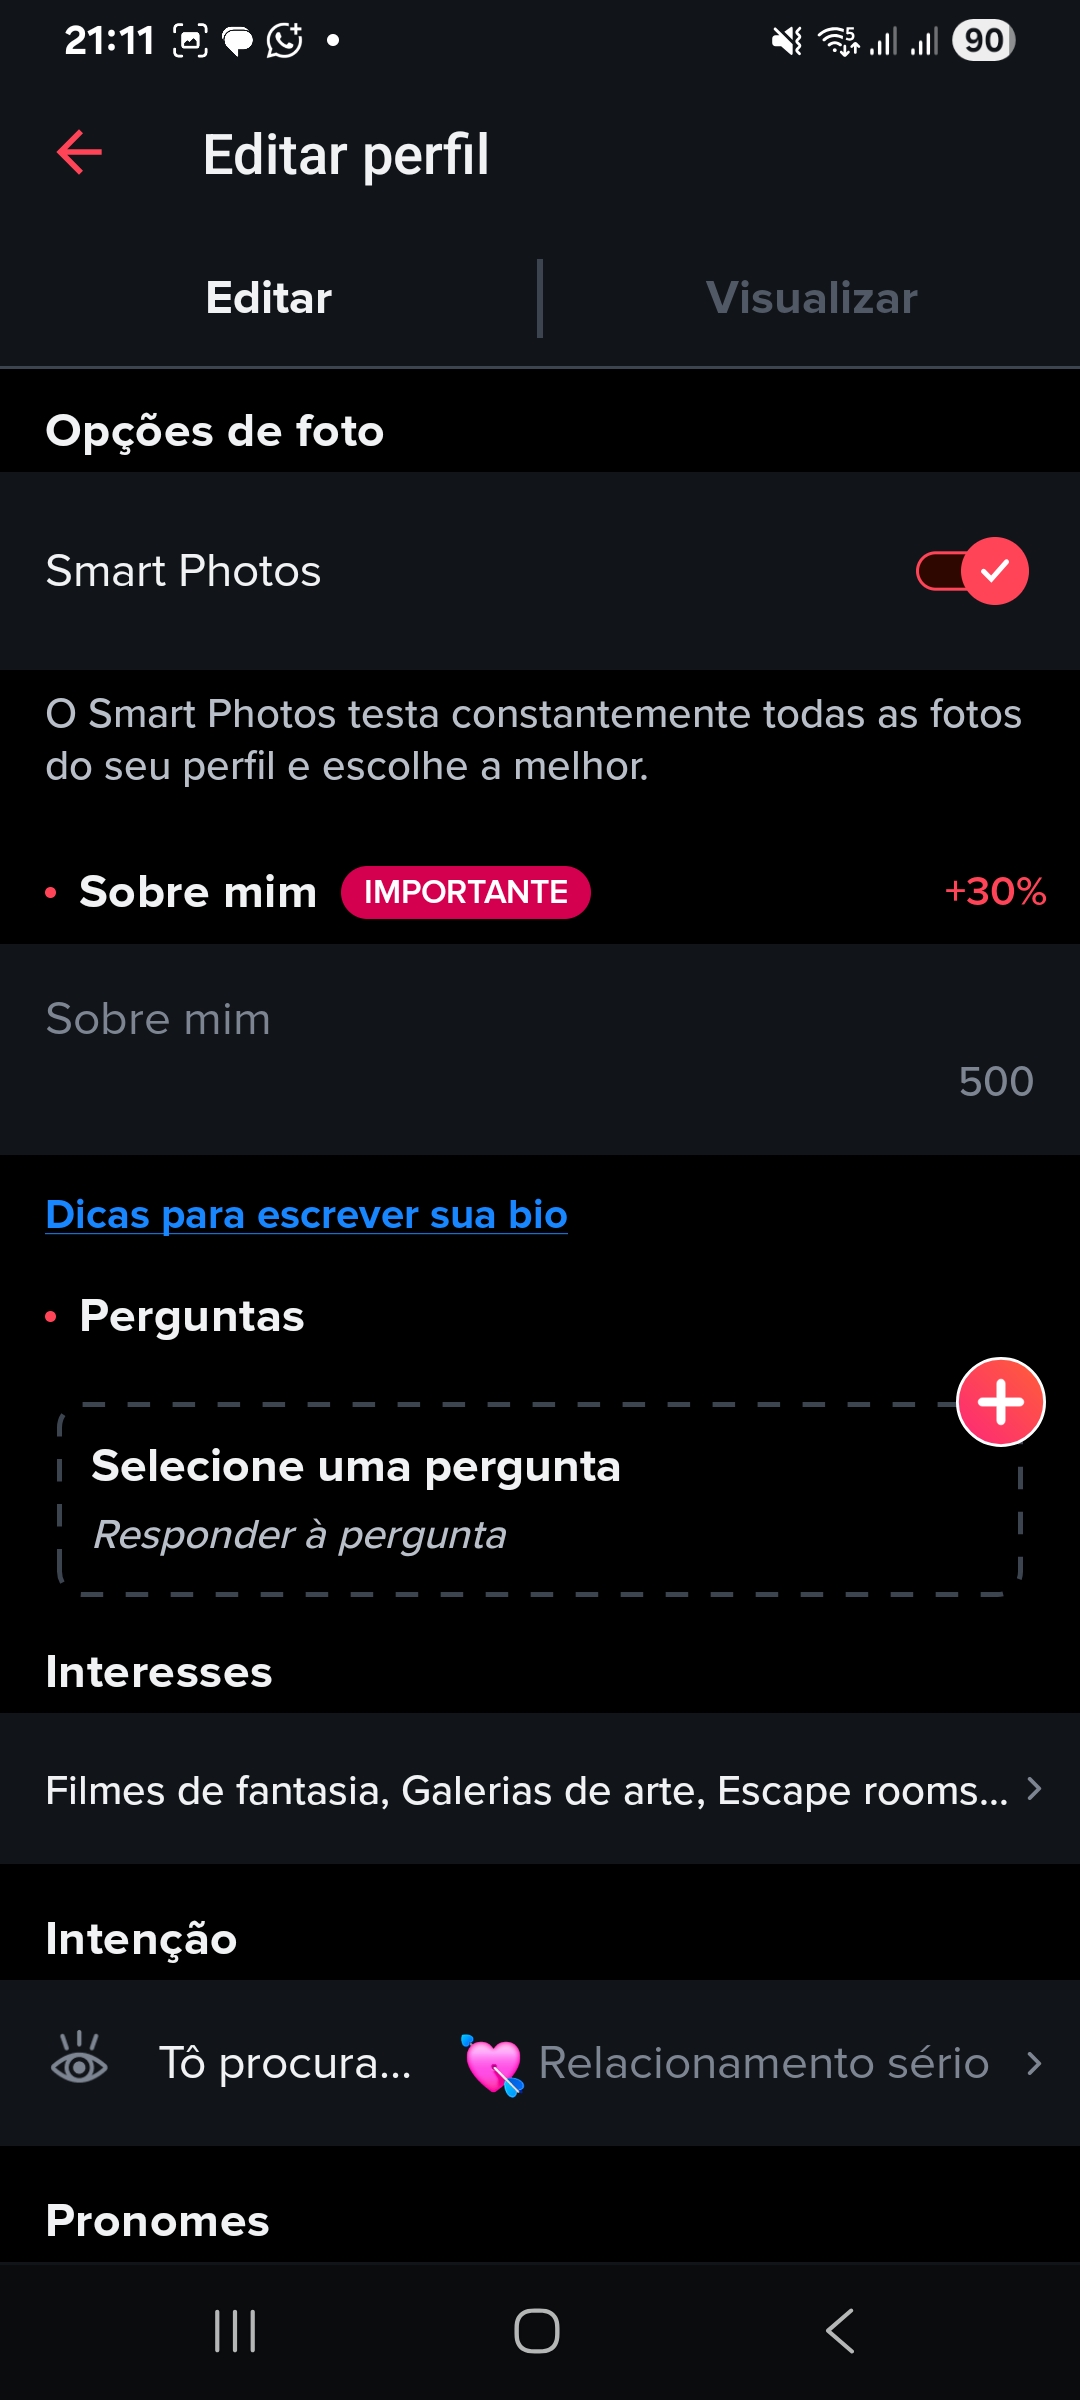 21:11
5
90
Editar perfil
Editar
Visualizar
Opções de foto
Smart Photos
O Smart Photos testa constantemente todas as fotos
do seu perfil e escolhe a melhor.
• Sobre mim IMPORTANTE +30%
Sobre mim
500
Dicas para escrever sua bio
• Perguntas
Selecione uma pergunta
Responder à pergunta
Interesses
Filmes de fantasia, Galerias de arte, Escape rooms...
Intenção
Tô procura... Relacionamento sério
Pronomes